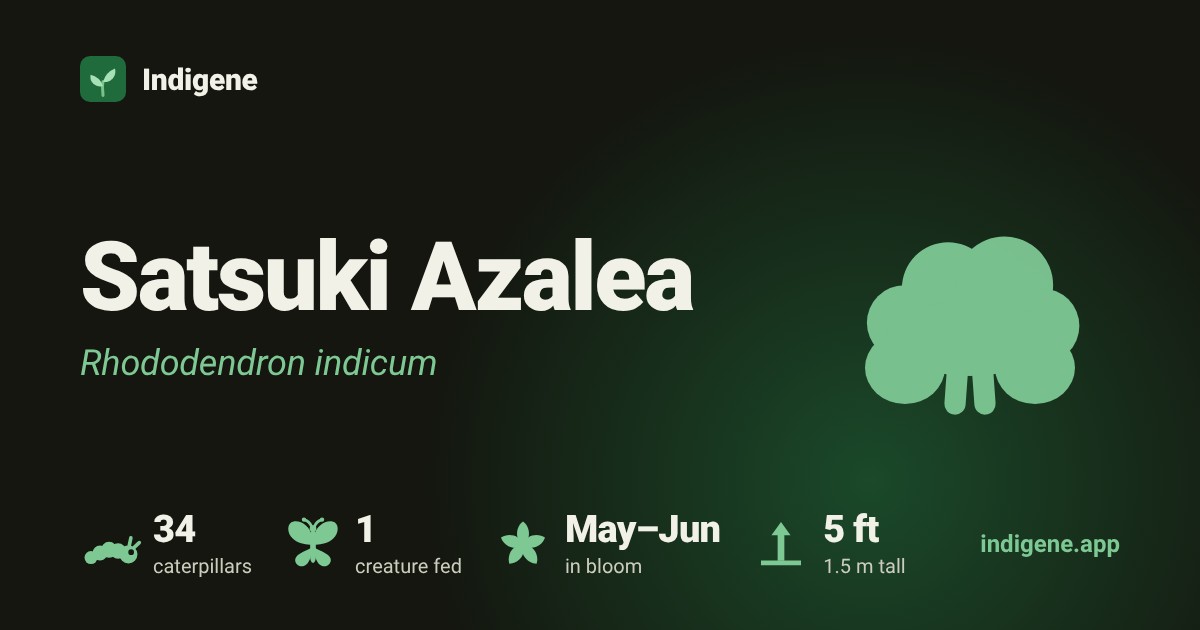 Indigene
Satsuki Azalea
Rhododendron indicum
34
caterpillars
1
creature fed
May–Jun
in bloom
5 ft
1.5 m tall
indigene.app